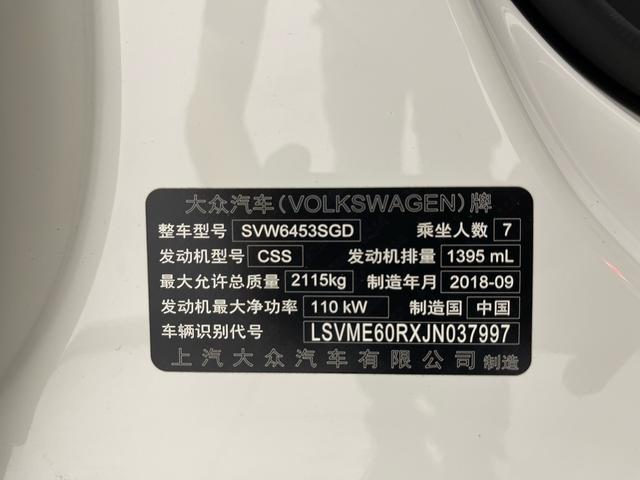 大众汽车(VOLKSWAGEN)牌
整车型号 SVW6453SGD 乘坐人数 7
发动机型号 CSS 发动机排量 1395 mL
最大允许总质量 2115kg 制造年月 2018-09
发动机最大净功率 110 kW 制造国 中国
车辆识别代号 LSVME60RXJN037997
上汽大众汽车有限公司 制造